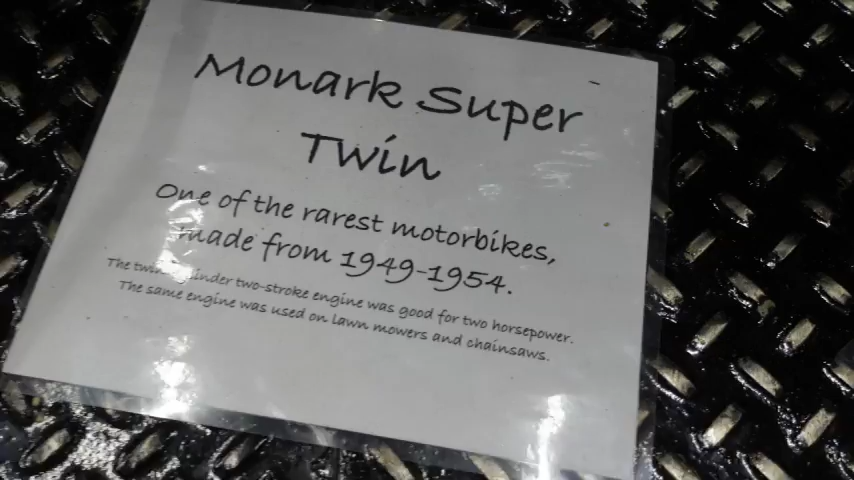 Monark Super
Twin
One of the rarest motorbikes,
made from 1949-1954.
The twin cylinder two-stroke engine was good for two horsepower.
The same engine was used on lawn mowers and chainsaws.